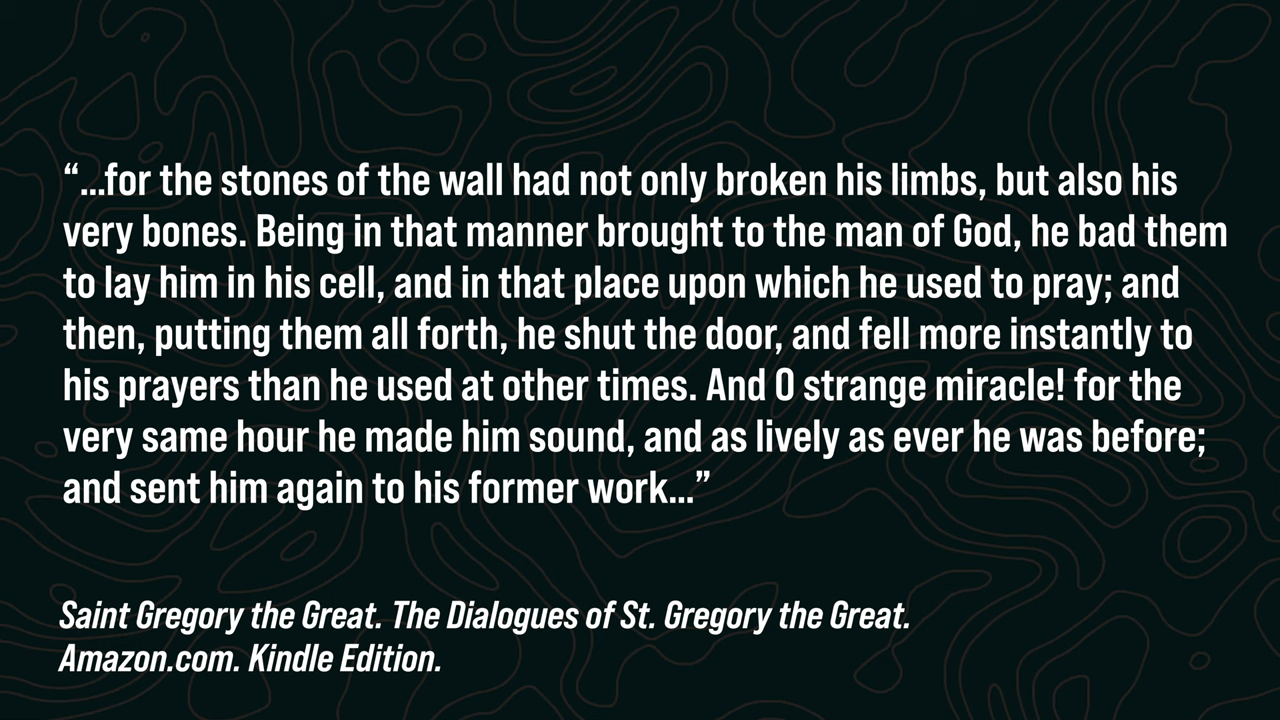 “...for the stones of the wall had not only broken his limbs, but also his
very bones. Being in that manner brought to the man of God, he bad them
to lay him in his cell, and in that place upon which he used to pray; and
then, putting them all forth, he shut the door, and fell more instantly to
his prayers than he used at other times. And O strange miracle! for the
very same hour he made him sound, and as lively as ever he was before;
and sent him again to his former work...”
Saint Gregory the Great. The Dialogues of St. Gregory the Great.
Amazon.com. Kindle Edition.